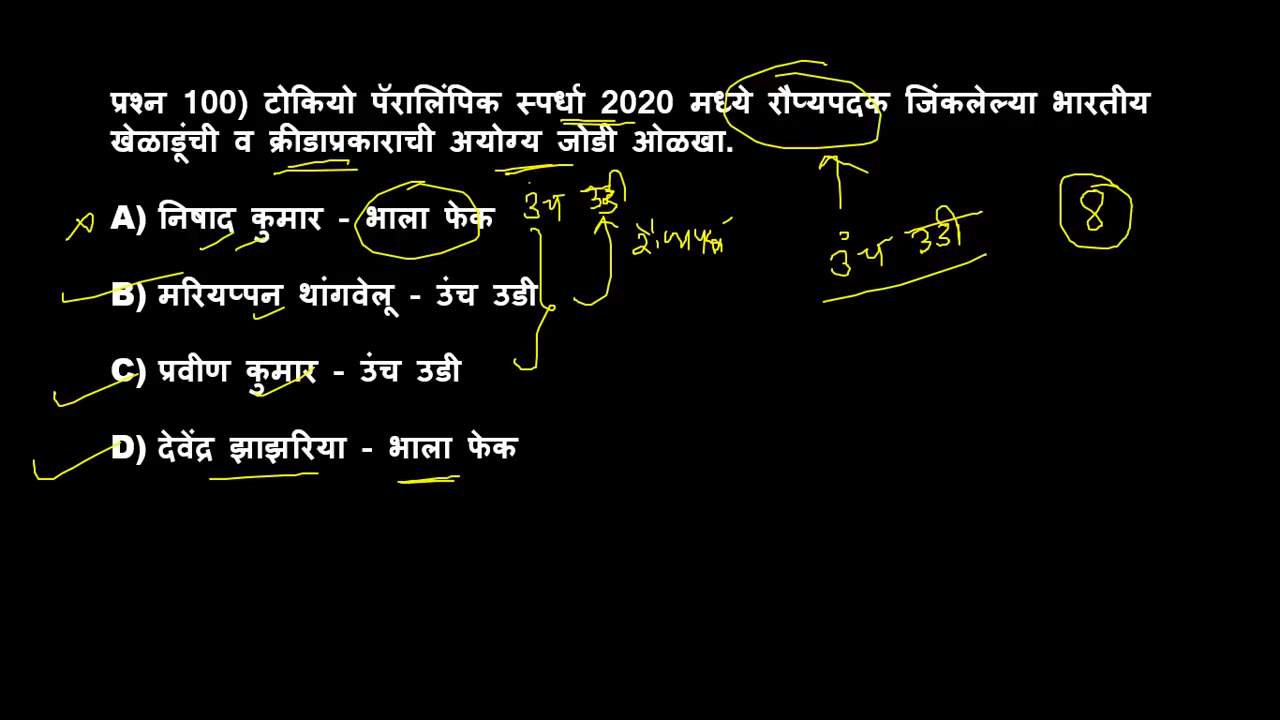 प्रश्न 100) टोकियो पॅरालिंपिक स्पर्धा 2020 मध्ये रौप्यपदक जिंकलेल्या भारतीय
खेळाडूंची व क्रीडाप्रकाराची अयोग्य जोडी ओळखा.
A) निषाद कुमार - भाला फेक उंच उडी
उंच उडी 8
B) मरियप्पन थांगवेलू - उंच उडी
C) प्रवीण कुमार - उंच उडी
D) देवेंद्र झाझरिया - भाला फेक